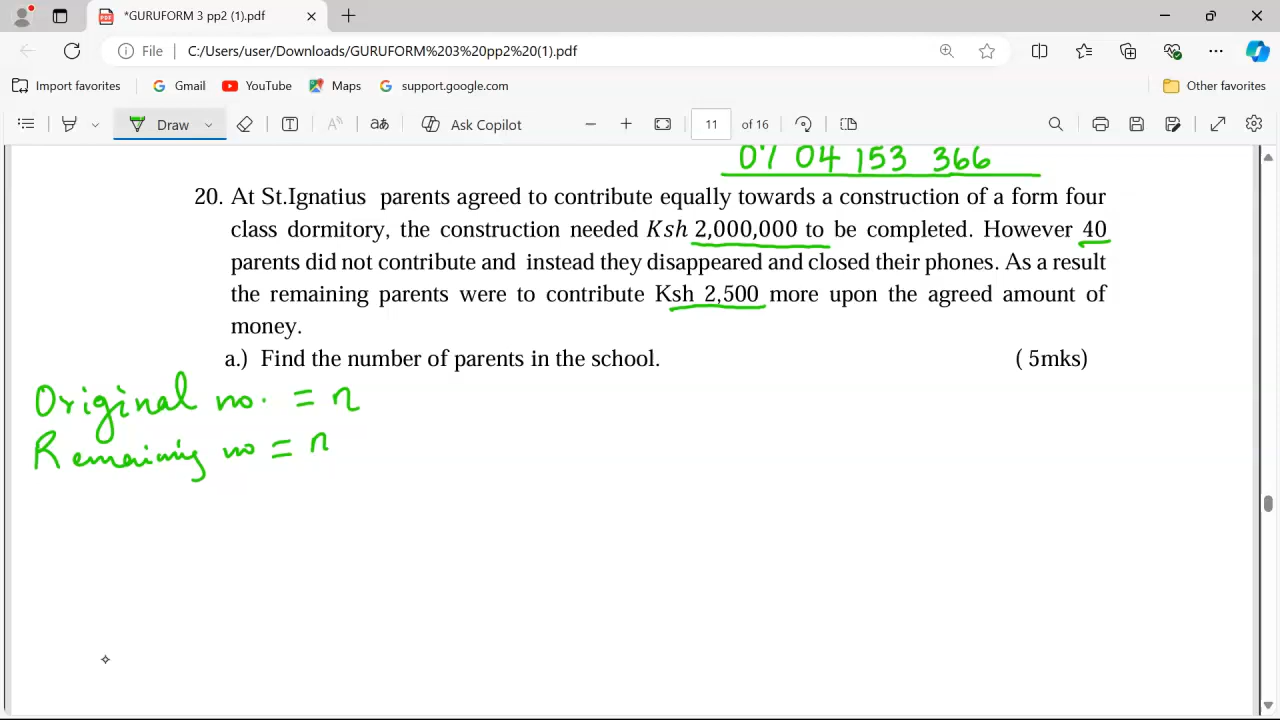 *GURUFORM 3 pp2 (1).pdf
File C:/Users/user/Downloads/GURUFORM%203%20pp2%20(1).pdf
Import favorites Gmail YouTube Maps support.google.com Other favorites
Draw aあ Ask Copilot 11 of 16
07 04 153 366
20. At St.Ignatius parents agreed to contribute equally towards a construction of a form four
class dormitory, the construction needed Ksh 2,000,000 to be completed. However 40
parents did not contribute and instead they disappeared and closed their phones. As a result
the remaining parents were to contribute Ksh 2,500 more upon the agreed amount of
money.
a.) Find the number of parents in the school. ( 5mks)
Original no. = n
Remaining no = n